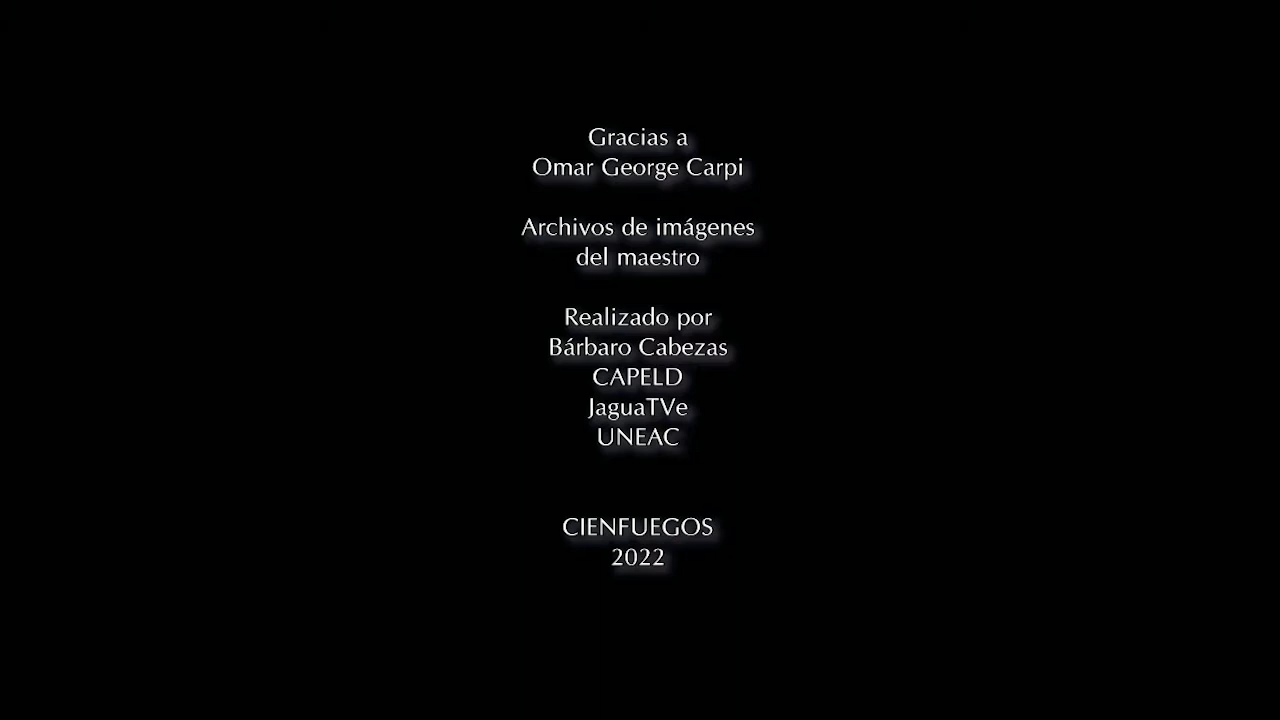 Gracias a
Omar George Carpi
Archivos de imágenes
del maestro
Realizado por
Bárbaro Cabezas
CAPELD
JaguaTVe
UNEAC
CIENFUEGOS
2022